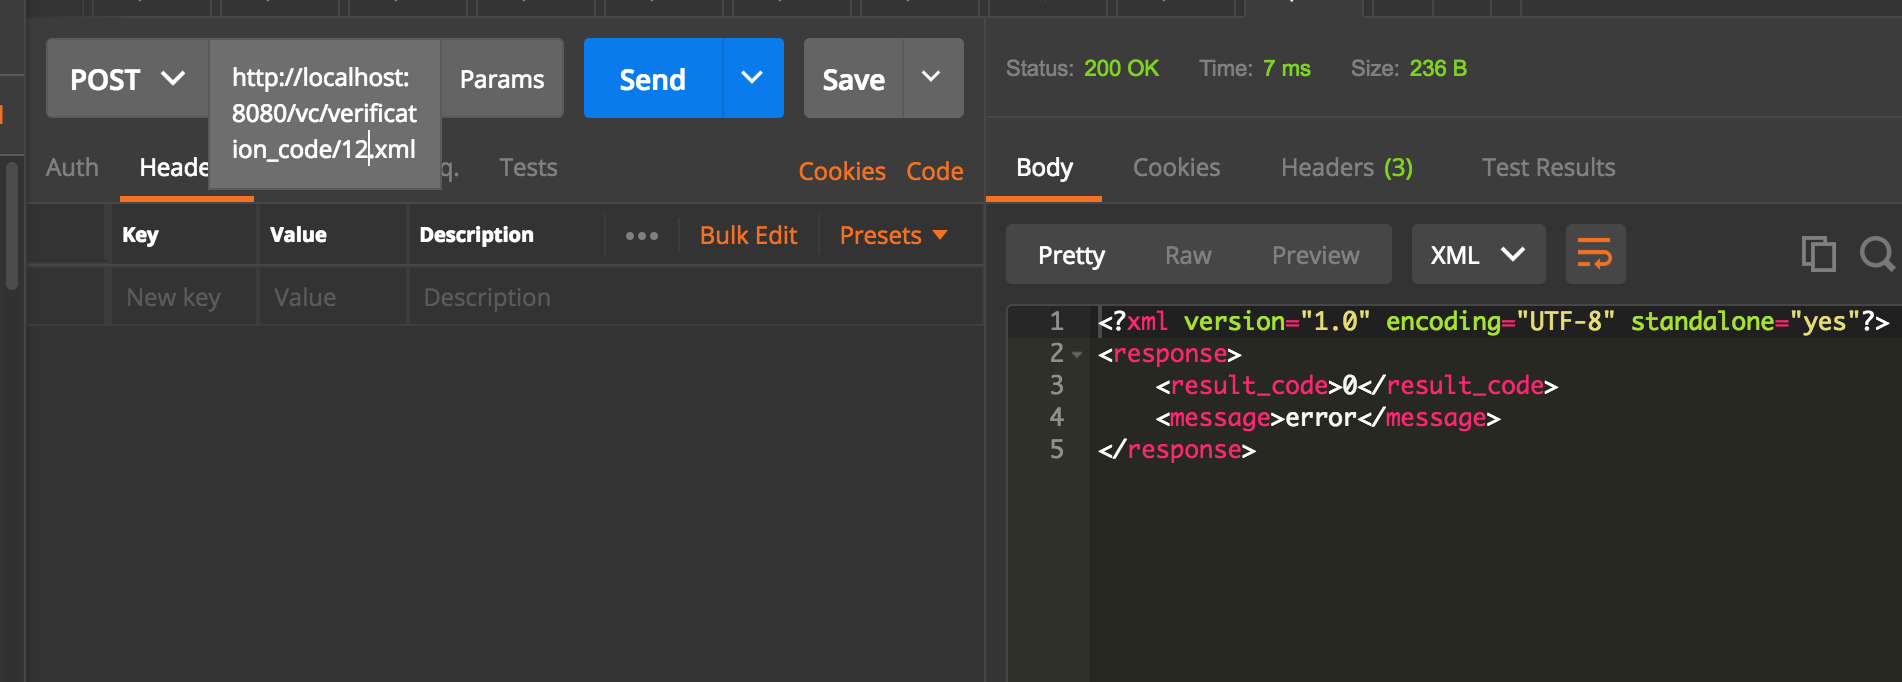 POST
http://localhost:
8080/vc/verificat
ion_code/12.xml
Params
Send
Save
Auth
Heade
q.
Tests
Cookies Code
Key Value Description ••• Bulk Edit Presets
New key Value Description
Status: 200 OK Time: 7 ms Size: 236 B
Body Cookies Headers (3) Test Results
Pretty Raw Preview XML
1 <?xml version="1.0" encoding="UTF-8" standalone="yes"?>
2 <response>
3 <result_code>0</result_code>
4 <message>error</message>
5 </response>